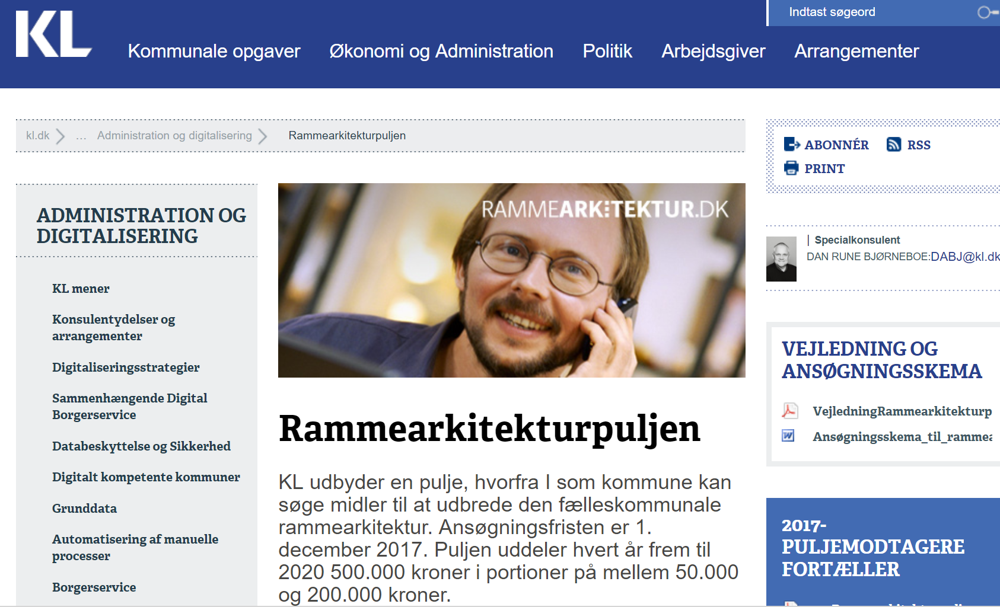 KL
Indtast søgeord
Kommunale opgaver Økonomi og Administration Politik Arbejdsgiver Arrangementer
kl.dk ... Administration og digitalisering Rammearkitekturpuljen
ADMINISTRATION OG
DIGITALISERING
KL mener
Konsulentydelser og
arrangementer
Digitaliseringsstrategier
Sammenhængende Digital
Borgerservice
Databeskyttelse og Sikkerhed
Digitalt kompetente kommuner
Grunddata
Automatisering af manuelle
processer
Borgerservice
RAMMEARKITEKTUR.DK
Rammearkitekturpuljen
KL udbyder en pulje, hvorfra I som kommune kan
søge midler til at udbrede den fælleskommunale
rammearkitektur. Ansøgningsfristen er 1.
december 2017. Puljen uddeler hvert år frem til
2020 500.000 kroner i portioner på mellem 50.000
og 200.000 kroner.
ABONNÉR RSS
PRINT
Specialkonsulent
DAN RUNE BJØRNEBOE:DABJ@kl.dk
VEJLEDNING OG
ANSØGNINGSSKEMA
VejledningRammearkitekturp
Ansøgningsskema_til_rammea
2017-
PULJEMODTAGERE
FORTÆLLER